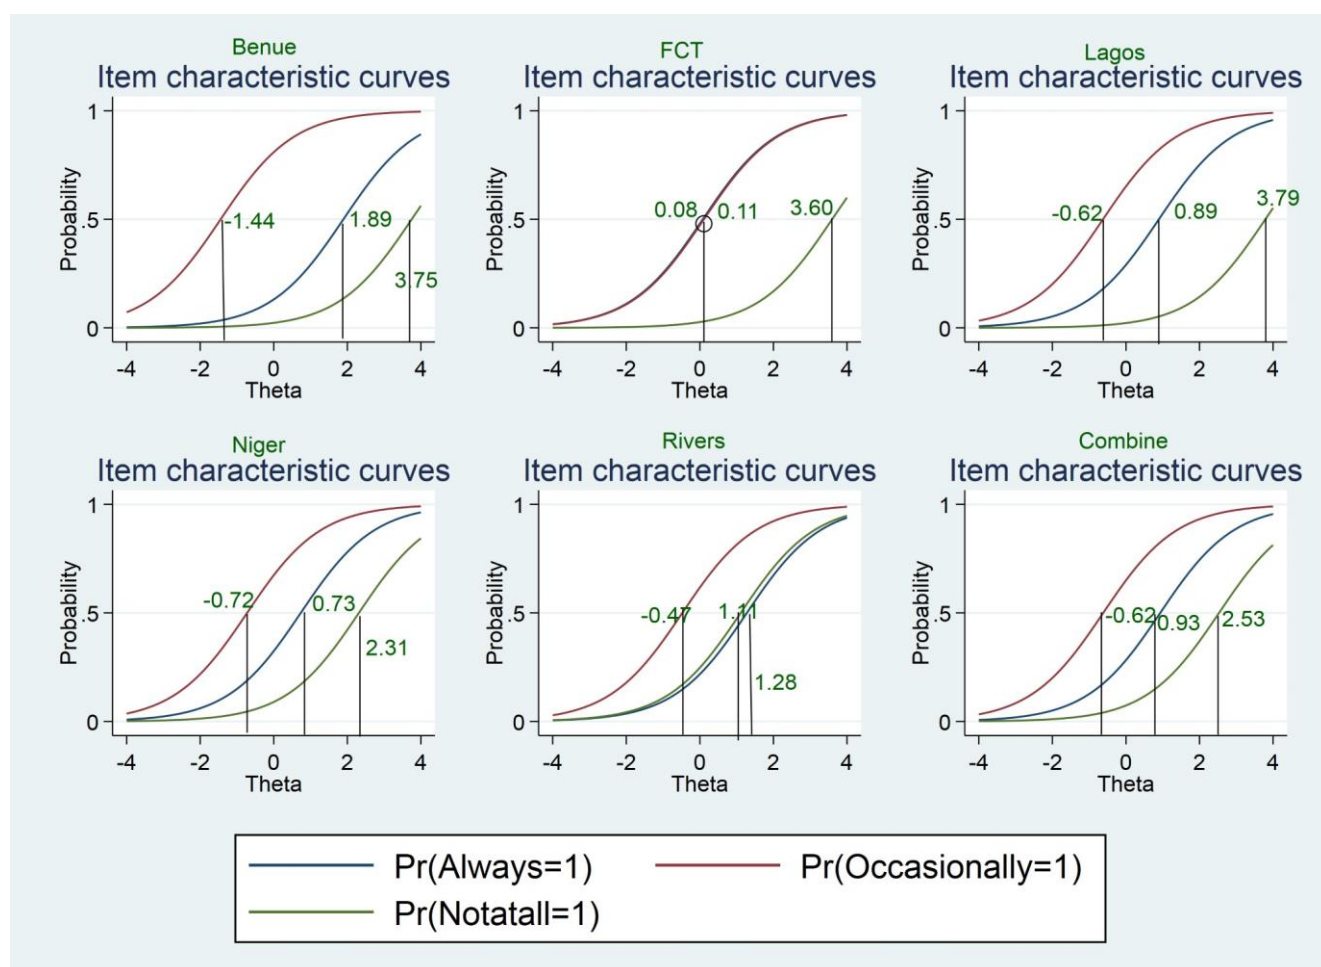 Benue
Item characteristic curves
Probability
1
.5
0
-1.44
1.89
3.75
-4 -2 0 2 4
Theta
FCT
Item characteristic curves
Probability
1
.5
0
0.08 0.11 3.60
-4 -2 0 2 4
Theta
Lagos
Item characteristic curves
Probability
1
.5
0
-0.62
0.89
3.79
-4 -2 0 2 4
Theta
Niger
Item characteristic curves
Probability
1
.5
0
-0.72
0.73
2.31
-4 -2 0 2 4
Theta
Rivers
Item characteristic curves
Probability
1
.5
0
-0.47
1.11
1.28
-4 -2 0 2 4
Theta
Combine
Item characteristic curves
Probability
1
.5
0
-0.62
0.93
2.53
-4 -2 0 2 4
Theta
Pr(Always=1) Pr(Occasionally=1)
Pr(Notatall=1)